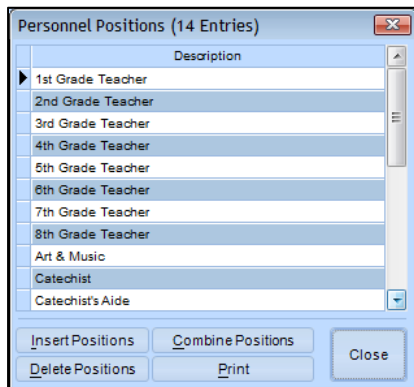 Personnel Positions (14 Entries)
Description
1st Grade Teacher
2nd Grade Teacher
3rd Grade Teacher
4th Grade Teacher
5th Grade Teacher
6th Grade Teacher
7th Grade Teacher
8th Grade Teacher
Art & Music
Catechist
Catechist's Aide
Insert Positions
Combine Positions
Close
Delete Positions
Print